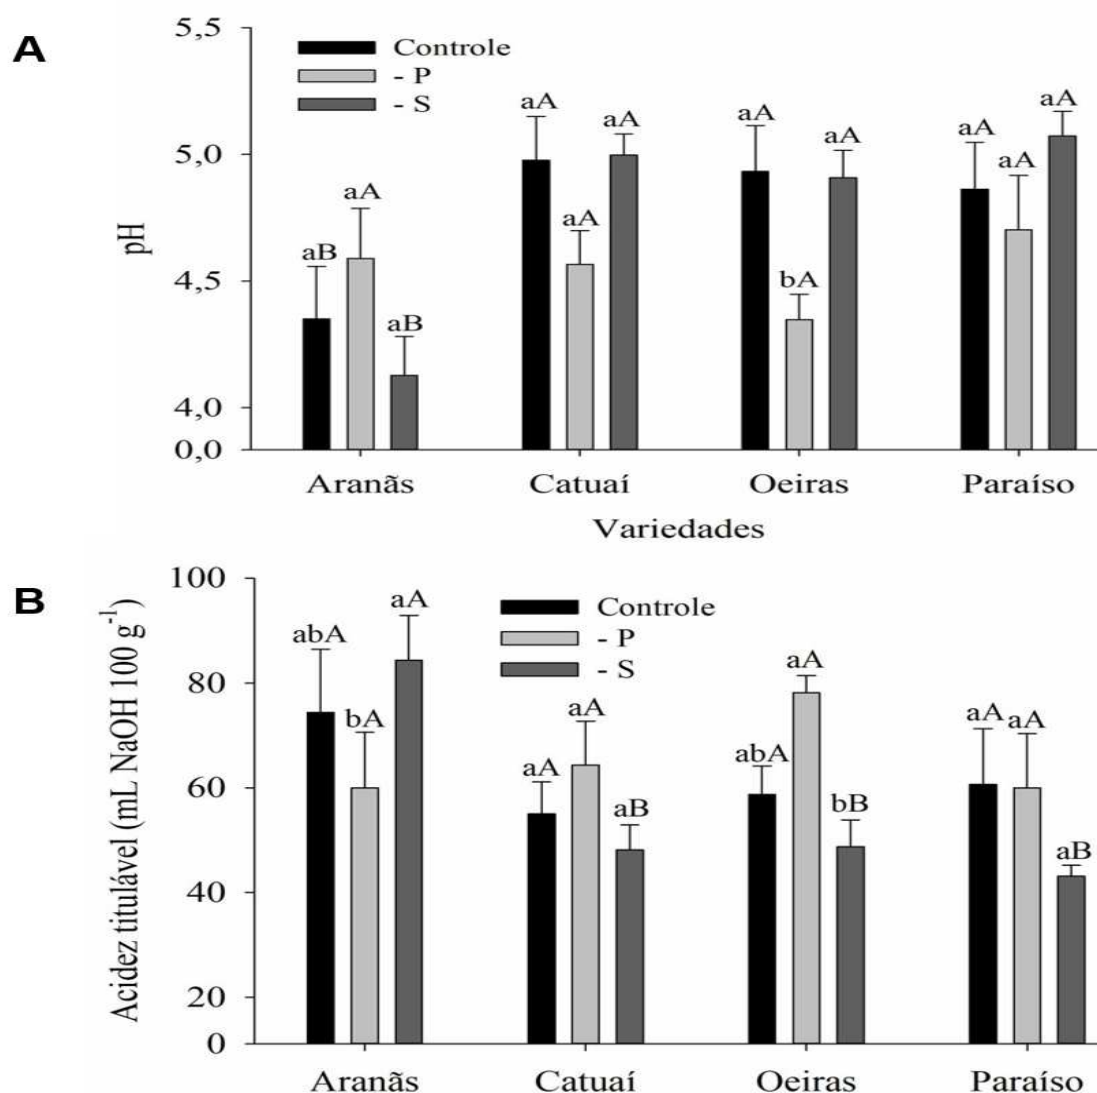 A
5,5
Controle
- P
- S
aA
aA
aA
aA
aA
aA
aA
aA
aB
aA
bA
aB
5,0
4,5
4,0
0,0
pH
Aranãs Catuaí Oeiras Paraíso
Variedades
B
100
Controle
- P
- S
abA
bA
aA
aA
aA
aB
abA
aA
bB
aA
aA
aB
80
60
40
20
0
Acidez titulável (mL NaOH 100 g-1)
Aranãs Catuaí Oeiras Paraíso